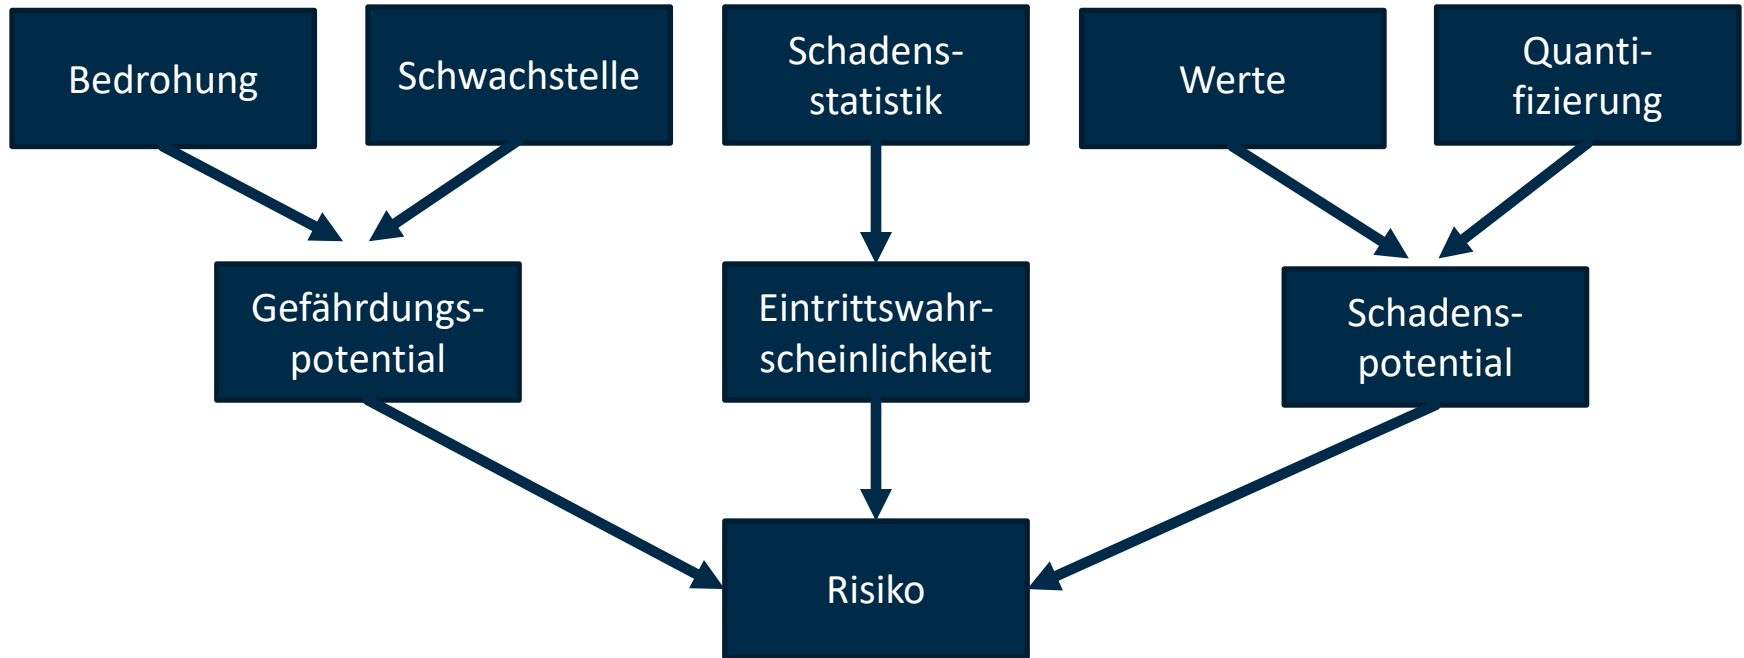 Bedrohung
Schwachstelle
Schadens-
statistik
Werte
Quanti-
fizierung
Gefährdungs-
potential
Eintrittswahr-
scheinlichkeit
Schadens-
potential
Risiko